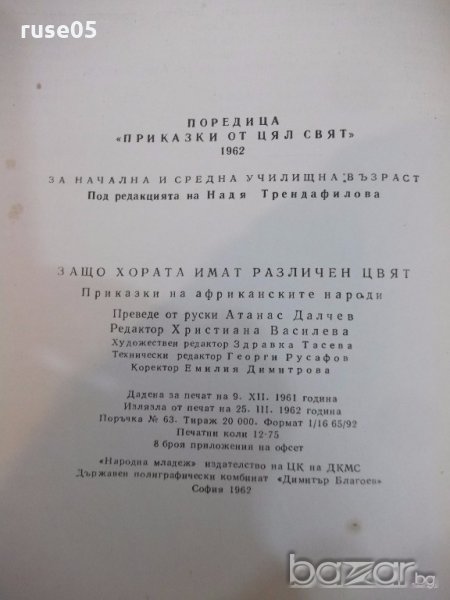 ruse05
ПОРЕДИЦА
«ПРИКАЗКИ ОТ ЦЯЛ СВЯТ»
1962
ЗА НАЧАЛНА И СРЕДНА УЧИЛИЩНА ВЪЗРАСТ
Под редакцията на Надя Трендафилова
ЗАЩО ХОРАТА ИМАТ РАЗЛИЧЕН ЦВЯТ
Приказки на африканските народи
Преведе от руски Атанас Далчев
Редактор Христиана Василева
Художествен редактор Здравка Тасева
Технически редактор Георги Русафов
Коректор Емилия Димитрова
Дадена за печат на 9. XII. 1961 година
Излязла от печат на 25. III. 1962 година
Поръчка № 63. Тираж 20 000. Формат 1/16 65/92
Печатни коли 12·75
8 броя приложения на офсет
«Народна младеж» издателство на ЦК на ДКМС
Държавен полиграфически комбинат «Димитър Благоев»
София 1962
bazar.bg